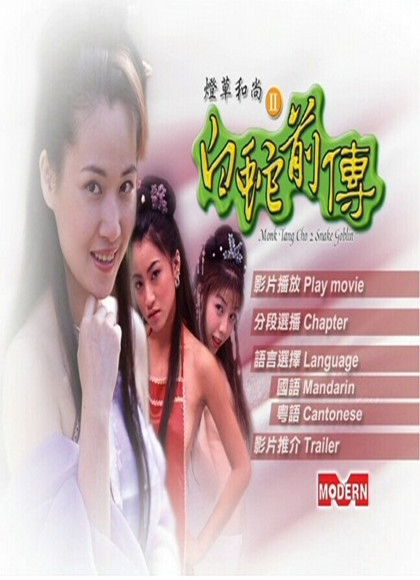 燈草和尚 II
白蛇前傳
Monk Tang Cho 2 Snake Goblin
影片播放 Play movie
分段選播 Chapter
語言選擇 Language
國語 Mandarin
粵語 Cantonese
影片推介 Trailer
M
MODERN